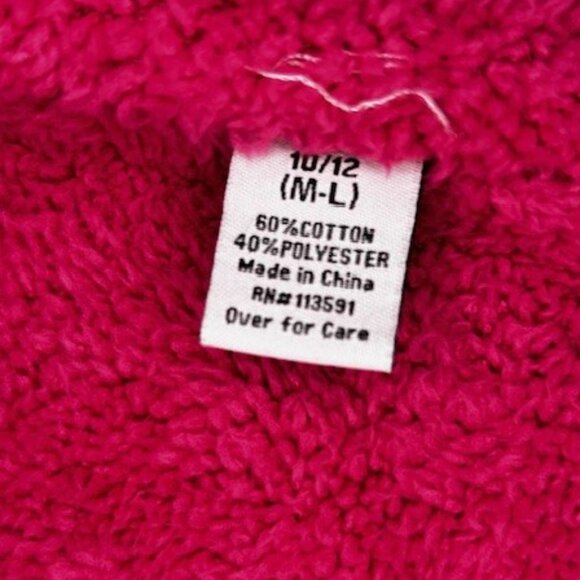 10/12
(M-L)
60%COTTON
40%POLYESTER
Made in China
RN#113591
Over for Care